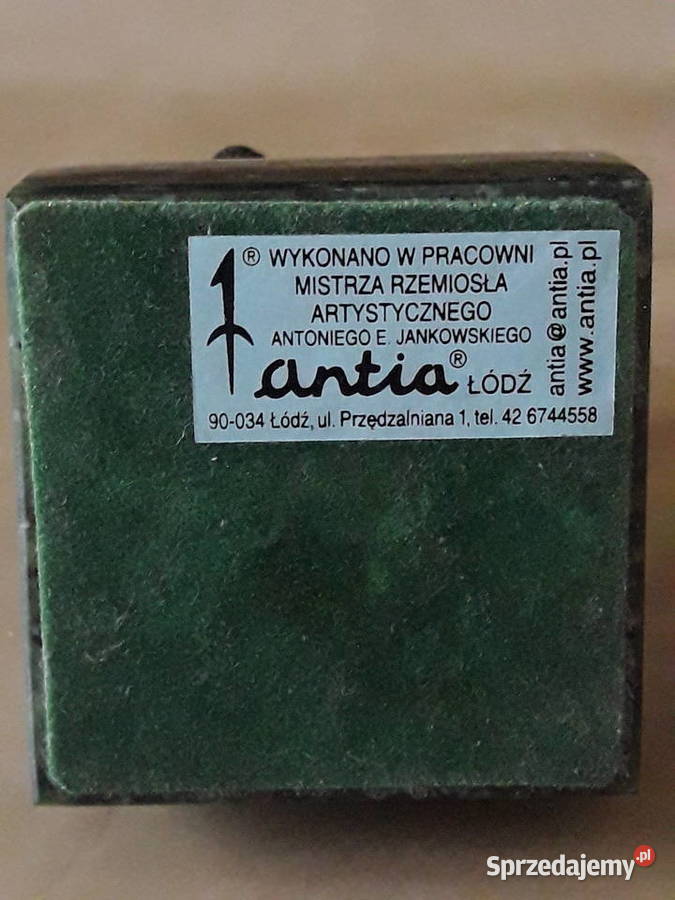 ® WYKONANO W PRACOWNI
MISTRZA RZEMIOSŁA
ARTYSTYCZNEGO
ANTONIEGO E. JANKOWSKIEGO
antia® ŁÓDŹ
90-034 Łódź, ul. Przędzalniana 1, tel. 42 6744558
antia@antia.pl
www.antia.pl
Sprzedajemy.pl